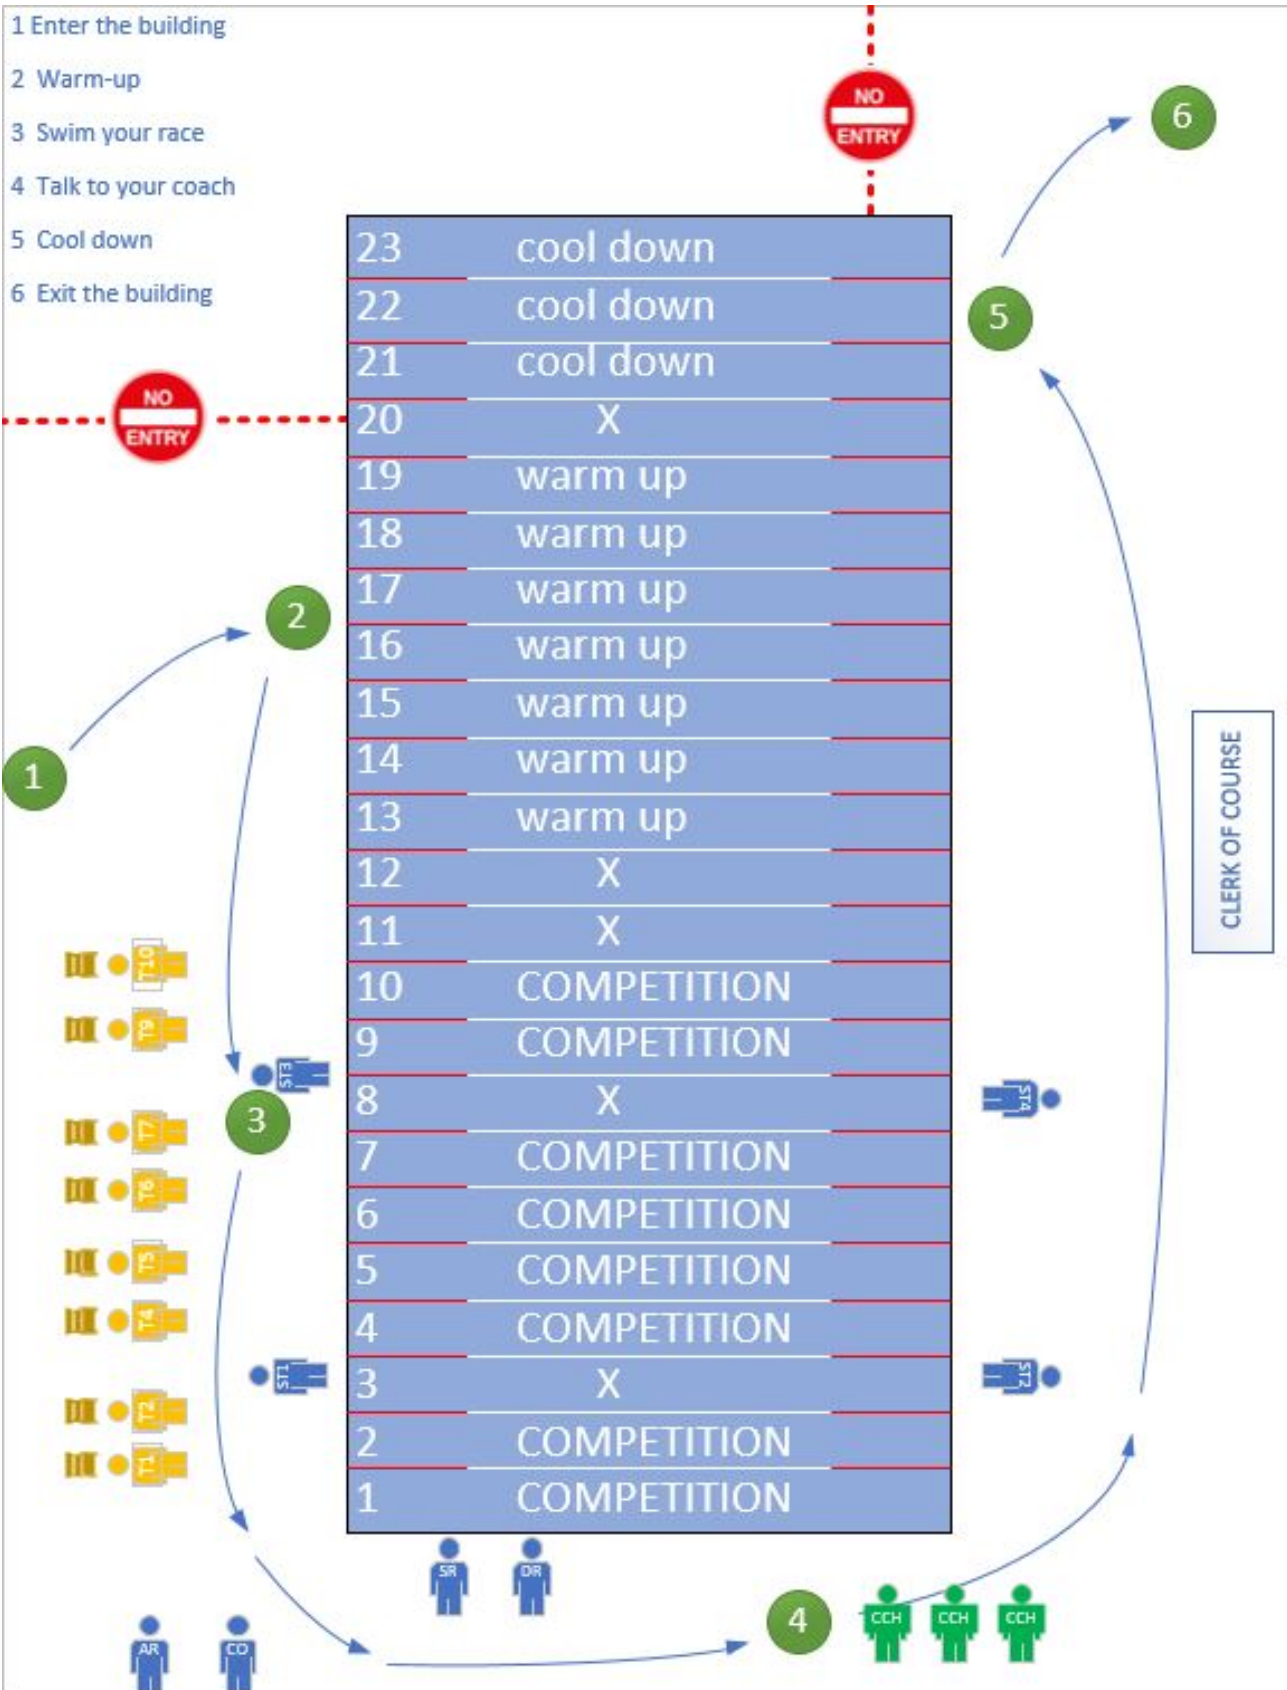 1 Enter the building
2 Warm-up
3 Swim your race
4 Talk to your coach
5 Cool down
6 Exit the building
NO
ENTRY
6
23 cool down
22 cool down
5
21 cool down
NO
ENTRY
20 X
19 warm up
18 warm up
17 warm up
2
16 warm up
15 warm up
14 warm up
1
13 warm up
CLERK OF COURSE
12 X
11 X
T10
10 COMPETITION
T9
9 COMPETITION
ST3
8 X
ST4
3
T7
7 COMPETITION
T6
6 COMPETITION
T5
5 COMPETITION
T4
4 COMPETITION
ST1
3 X
ST2
T2
2 COMPETITION
T1
1 COMPETITION
SR
DR
4
CCH
CCH
CCH
AR
CO